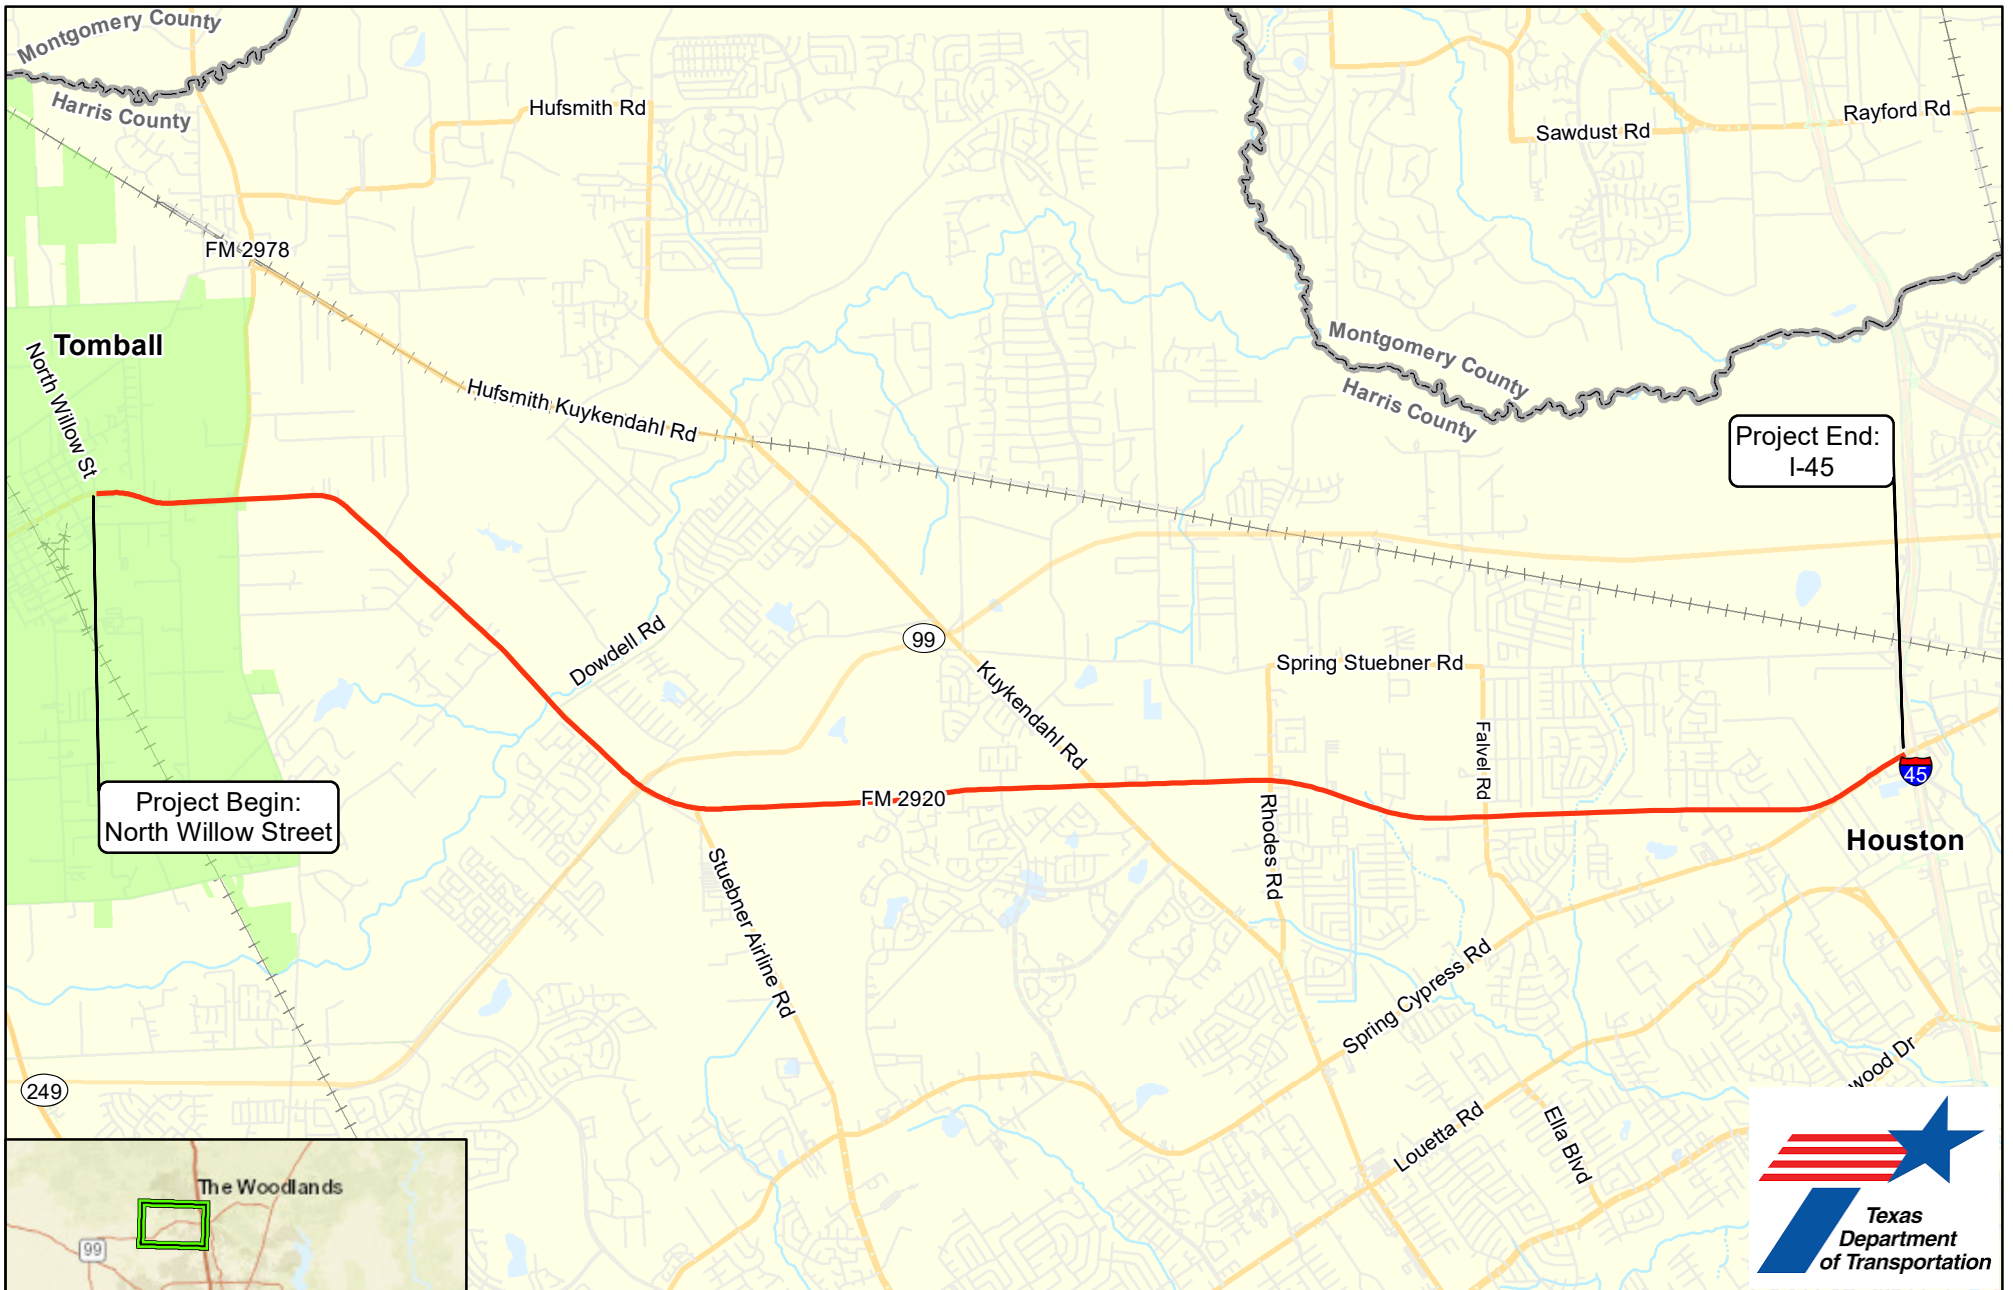 Montgomery County
Harris County
Hufsmith Rd
Sawdust Rd
Rayford Rd
FM 2978
Tomball
North Willow St
Hufsmith Kuykendahl Rd
Montgomery County
Harris County
Project End:
I-45
99
Dowdell Rd
Kuykendahl Rd
Spring Stuebner Rd
Falvel Rd
45
Project Begin:
North Willow Street
FM 2920
Rhodes Rd
Houston
Stuebner Airline Rd
Spring Cypress Rd
249
wood Dr
Louetta Rd
Ella Blvd
The Woodlands
99
Texas
Department
of Transportation